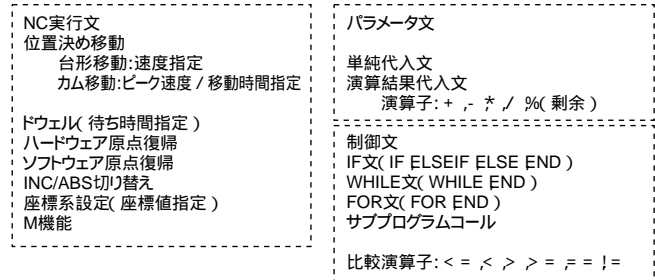 NC実行文
位置決め移動
台形移動:速度指定
カム移動:ピーク速度 / 移動時間指定
ドウェル( 待ち時間指定 )
ハードウェア原点復帰
ソフトウェア原点復帰
INC/ABS切り替え
座標系設定( 座標値指定 )
M機能
パラメータ文
単純代入文
演算結果代入文
演算子: + ,- ,* ,/ ,%( 剰余 )
制御文
IF文( IF ,ELSEIF ,ELSE ,END )
WHILE文( WHILE ,END )
FOR文( FOR ,END )
サブプログラムコール
比較演算子: < = ,< ,> ,> = ,= = ,! =